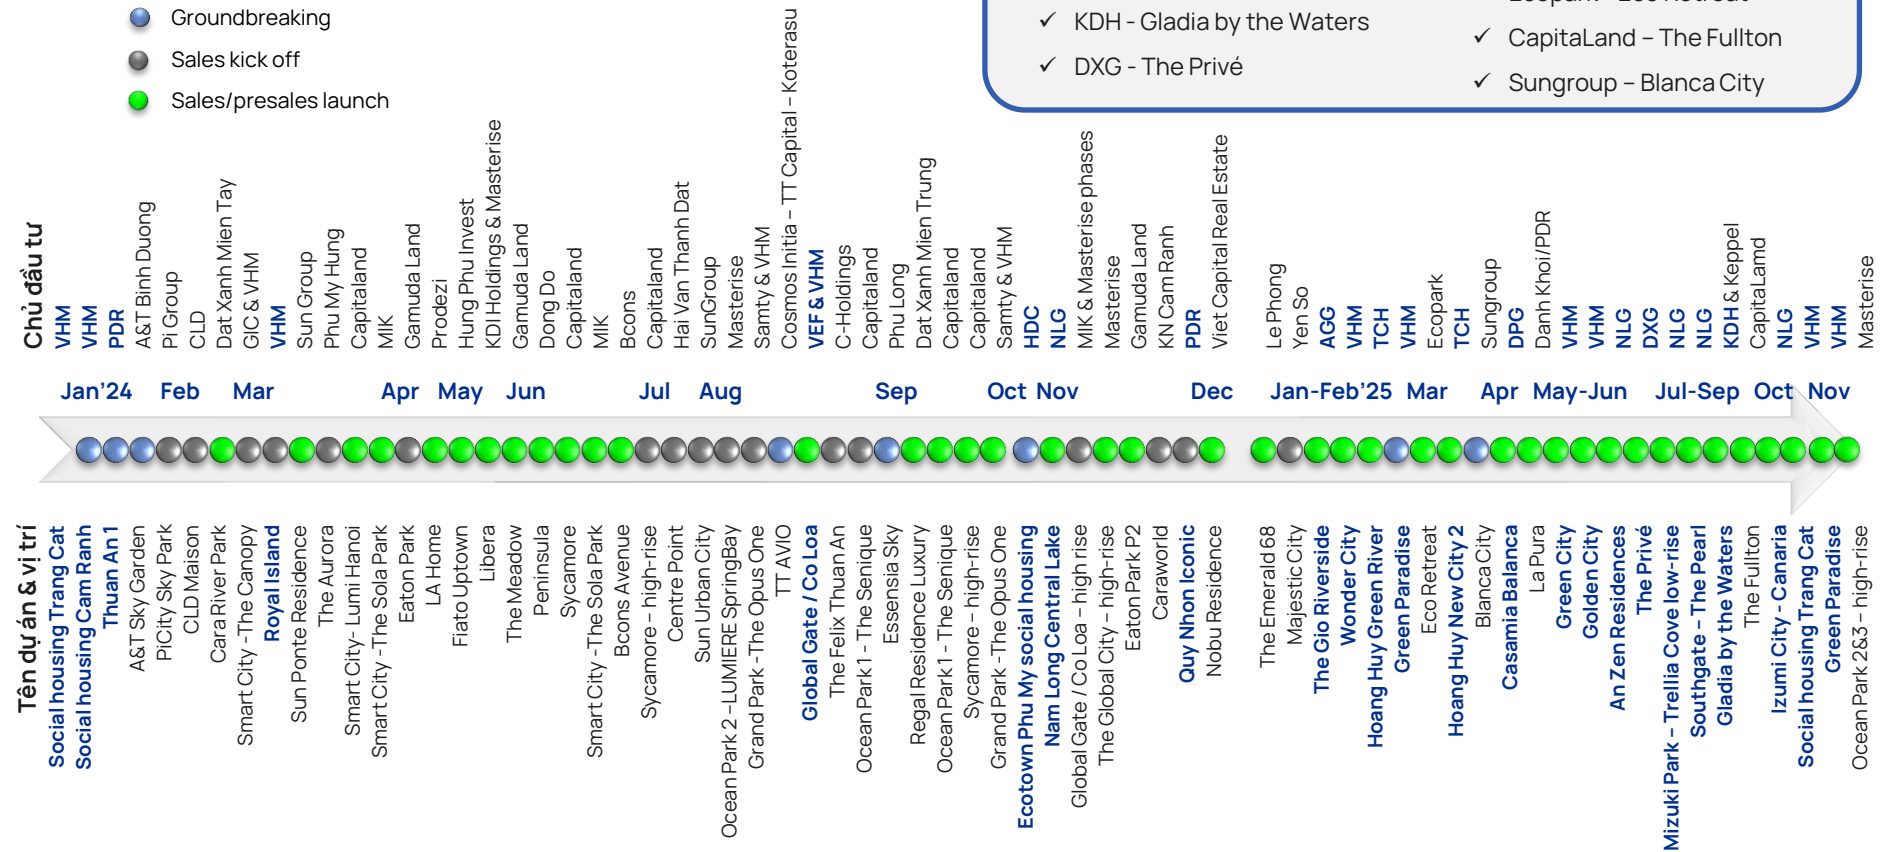 Groundbreaking
Sales kick off
Sales/presales launch
✓ KDH - Gladia by the Waters
✓ DXG - The Privé
✓ CapitaLand – The Fullton
✓ Sungroup – Blanca City
Chủ đầu tư
VHM
VHM
PDR
A&T Binh Duong
Pi Group
CLD
Dat Xanh Mien Tay
GIC & VHM
VHM
Sun Group
Phu My Hung
Capitaland
MIK
Gamuda Land
Prodezi
Hung Phu Invest
KDI Holdings & Masterise
Gamuda Land
Dong Do
Capitaland
MIK
Bcons
Capitaland
Hai Van Thanh Dat
SunGroup
Masterise
Samty & VHM
Cosmos Initia – TT Capital – Koterasu
VEF & VHM
C-Holdings
Capitaland
Phu Long
Dat Xanh Mien Trung
Capitaland
Capitaland
Samty & VHM
HDC
NLG
MIK & Masterise phases
Masterise
Gamuda Land
KN Cam Ranh
PDR
Viet Capital Real Estate
Le Phong
Yen So
AGG
VHM
TCH
VHM
Ecopark
TCH
Sungroup
DPG
Danh Khoi/PDR
VHM
VHM
NLG
DXG
NLG
NLG
KDH & Keppel
CapitaLamd
NLG
VHM
VHM
Masterise
Jan’24 Feb Mar Apr May Jun Jul Aug Sep Oct Nov Dec Jan-Feb’25 Mar Apr May-Jun Jul-Sep Oct Nov
Tên dự án & vị trí
Social housing Trang Cat
Social housing Cam Ranh
Thuan An 1
A&T Sky Garden
PiCity Sky Park
CLD Maison
Cara River Park
Smart City -The Canopy
Royal Island
Sun Ponte Residence
The Aurora
Smart City- Lumi Hanoi
Smart City -The Sola Park
Eaton Park
LA Home
Fiato Uptown
Libera
The Meadow
Peninsula
Sycamore
Smart City -The Sola Park
Bcons Avenue
Sycamore – high-rise
Centre Point
Sun Urban City
Ocean Park 2 –LUMIERE SpringBay
Grand Park -The Opus One
TT AVIO
Global Gate / Co Loa
The Felix Thuan An
Ocean Park 1 - The Senique
Essensia Sky
Regal Residence Luxury
Ocean Park 1 - The Senique
Sycamore – high-rise
Grand Park -The Opus One
Ecotown Phu My social housing
Nam Long Central Lake
Global Gate / Co Loa – high rise
The Global City – high-rise
Eaton Park P2
Caraworld
Quy Nhon Iconic
Nobu Residence
The Emerald 68
Majestic City
The Gio Riverside
Wonder City
Hoang Huy Green River
Green Paradise
Eco Retreat
Hoang Huy New City 2
Blanca City
Casamia Balanca
La Pura
Green City
Golden City
An Zen Residences
The Privé
Mizuki Park – Trellia Cove low-rise
Southgate – The Pearl
Gladia by the Waters
The Fullton
Izumi City - Canaria
Social housing Trang Cat
Green Paradise
Ocean Park 2&3 – high-rise